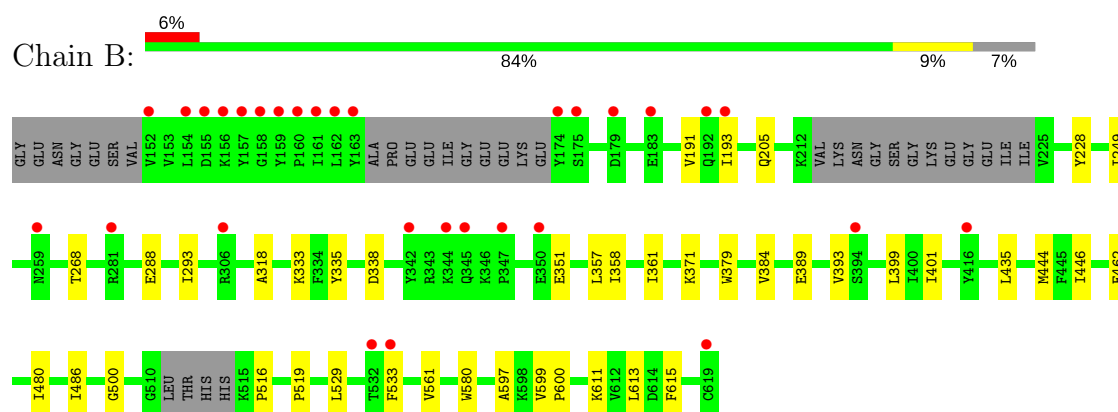 6%
Chain B:
84%
9%
7%
GLY GLU ASN GLY GLU SER VAL V152 V153 L154 D155 K156 Y157 G158 Y159 P160 I161 L162 Y163 ALA PRO GLU GLU ILE GLY GLU GLU LYS GLU Y174 S175 D179 E183 V191 Q192 I193 Q205 K212 VAL LYS ASN GLY SER GLY LYS GLU GLY GLU ILE ILE V225 Y228
N259 T268 R281 E288 I293 R306 A318 K333 F334 Y335 D338 Y342 R343 K344 Q345 K346 P347 E350 E351 L357 I358 I361 K371 W379 V384 E389 V393 S394 L399 I400 I401 Y416 L435 M444 F445 I446
I480 I486 G500 G510 LEU THR HIS HIS K515 P516 P519 L529 T532 F533 V561 W580 A597 K598 V599 P600 K611 V612 L613 D614 F615 C619